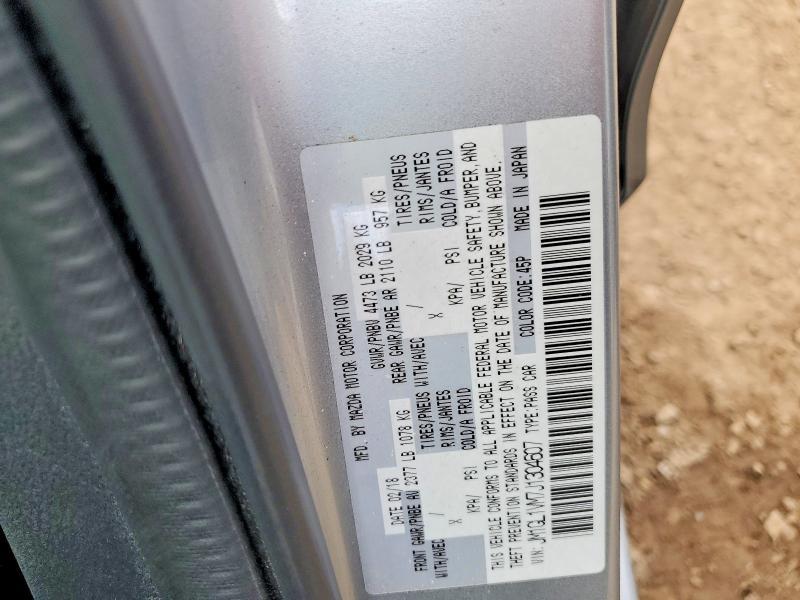 MFD. BY MAZDA MOTOR CORPORATION
DATE 02/18 GVWR/PNBV 4473 LB 2029 KG
FRONT GAWR/PNBE AV 2377 LB 1078 KG REAR GAWR/PNBE AR 2110 LB 957 KG
WITH/AVEC TIRES/PNEUS WITH/AVEC TIRES/PNEUS
/ RIMS/JANTES / RIMS/JANTES
X X
KPA/ PSI COLD/A FROID KPA/ PSI COLD/A FROID
THIS VEHICLE CONFORMS TO ALL APPLICABLE FEDERAL MOTOR VEHICLE SAFETY, BUMPER, AND
THEFT PREVENTION STANDARDS IN EFFECT ON THE DATE OF MANUFACTURE SHOWN ABOVE.
VIN: JM1GL1VM7J1304607 TYPE:PASS CAR COLOR CODE:45P MADE IN JAPAN